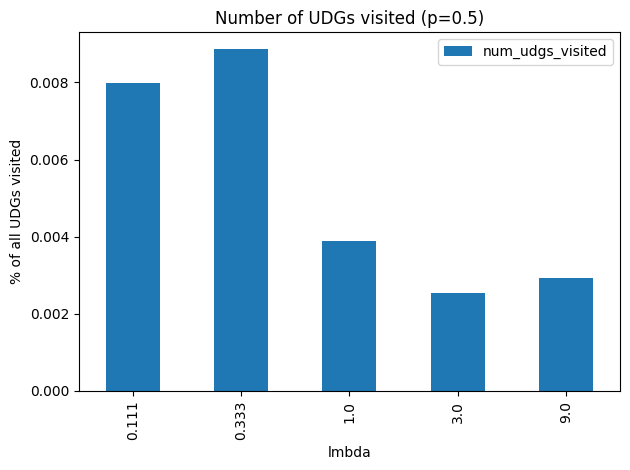 Number of UDGs visited (p=0.5)
num_udgs_visited
% of all UDGs visited
0.008
0.006
0.004
0.002
0.000
0.111
0.333
1.0
3.0
9.0
lmbda